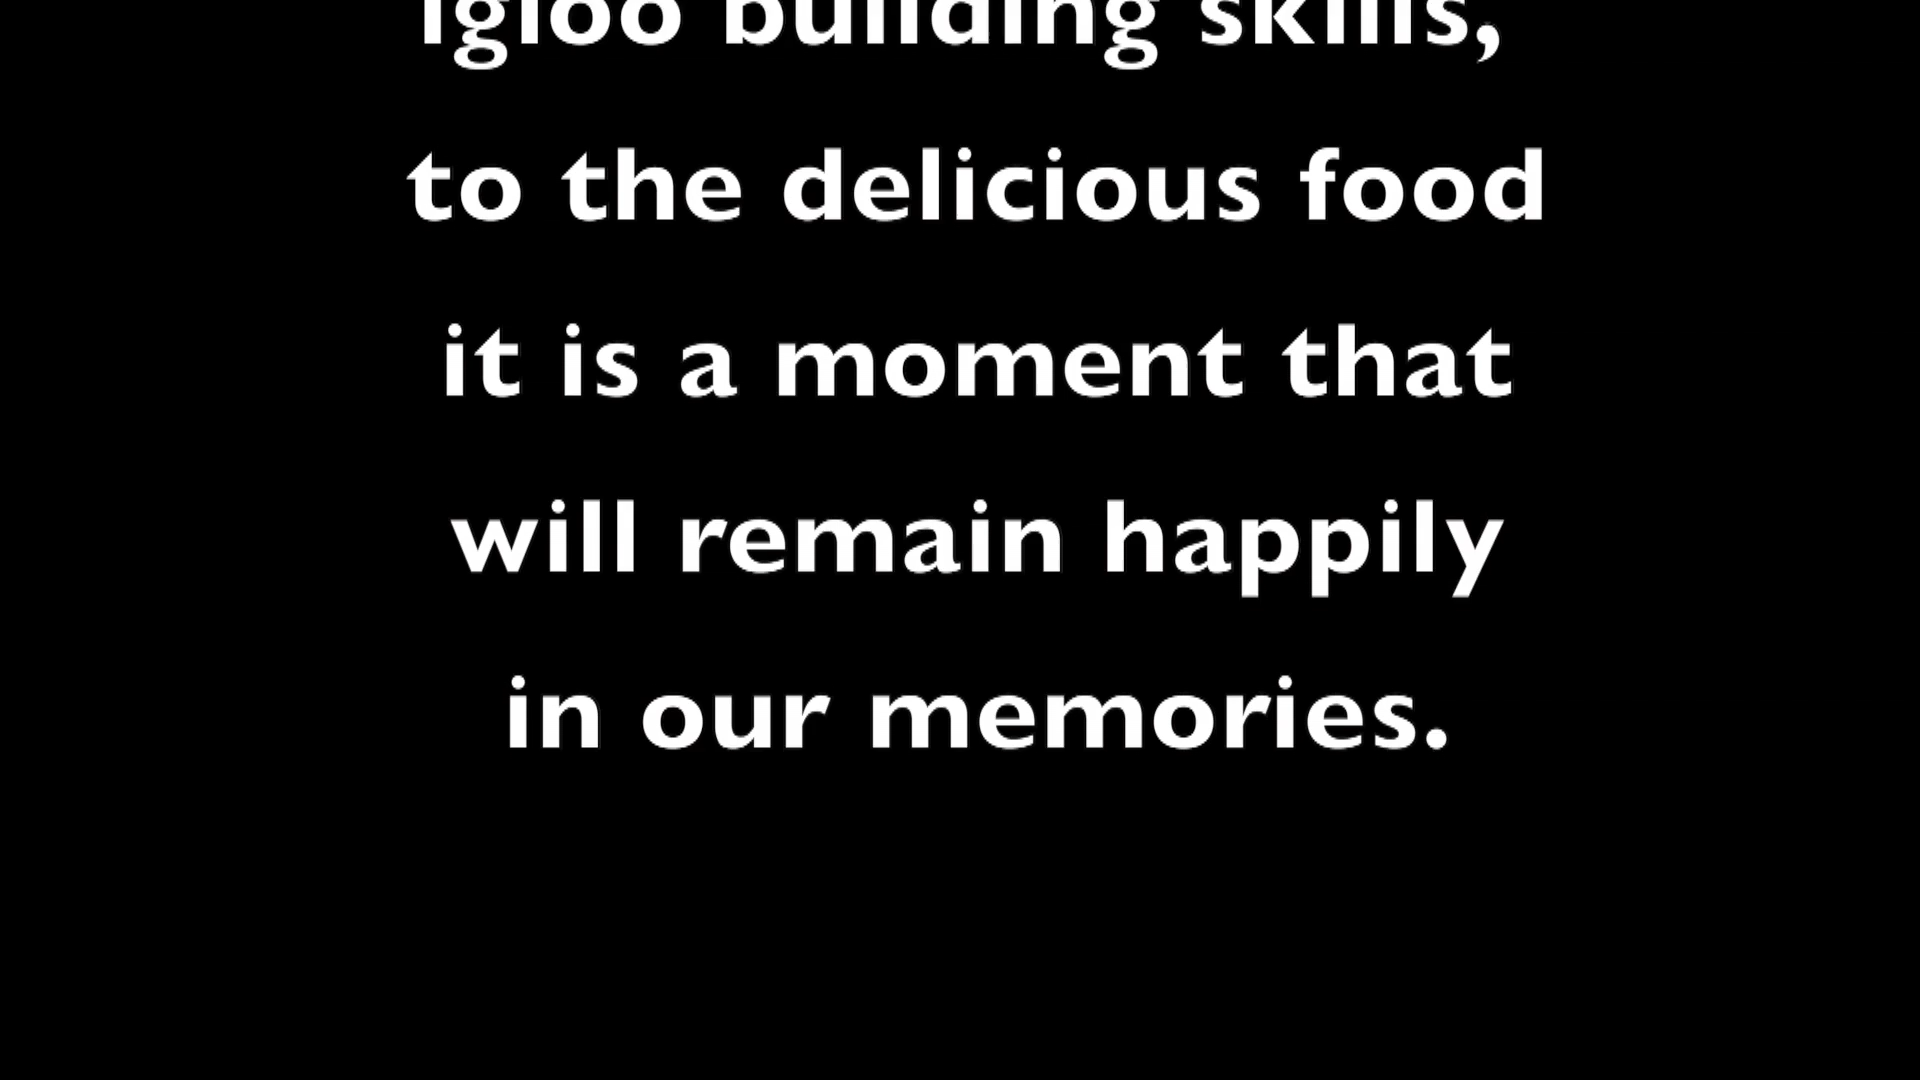 igloo building skills,
to the delicious food
it is a moment that
will remain happily
in our memories.